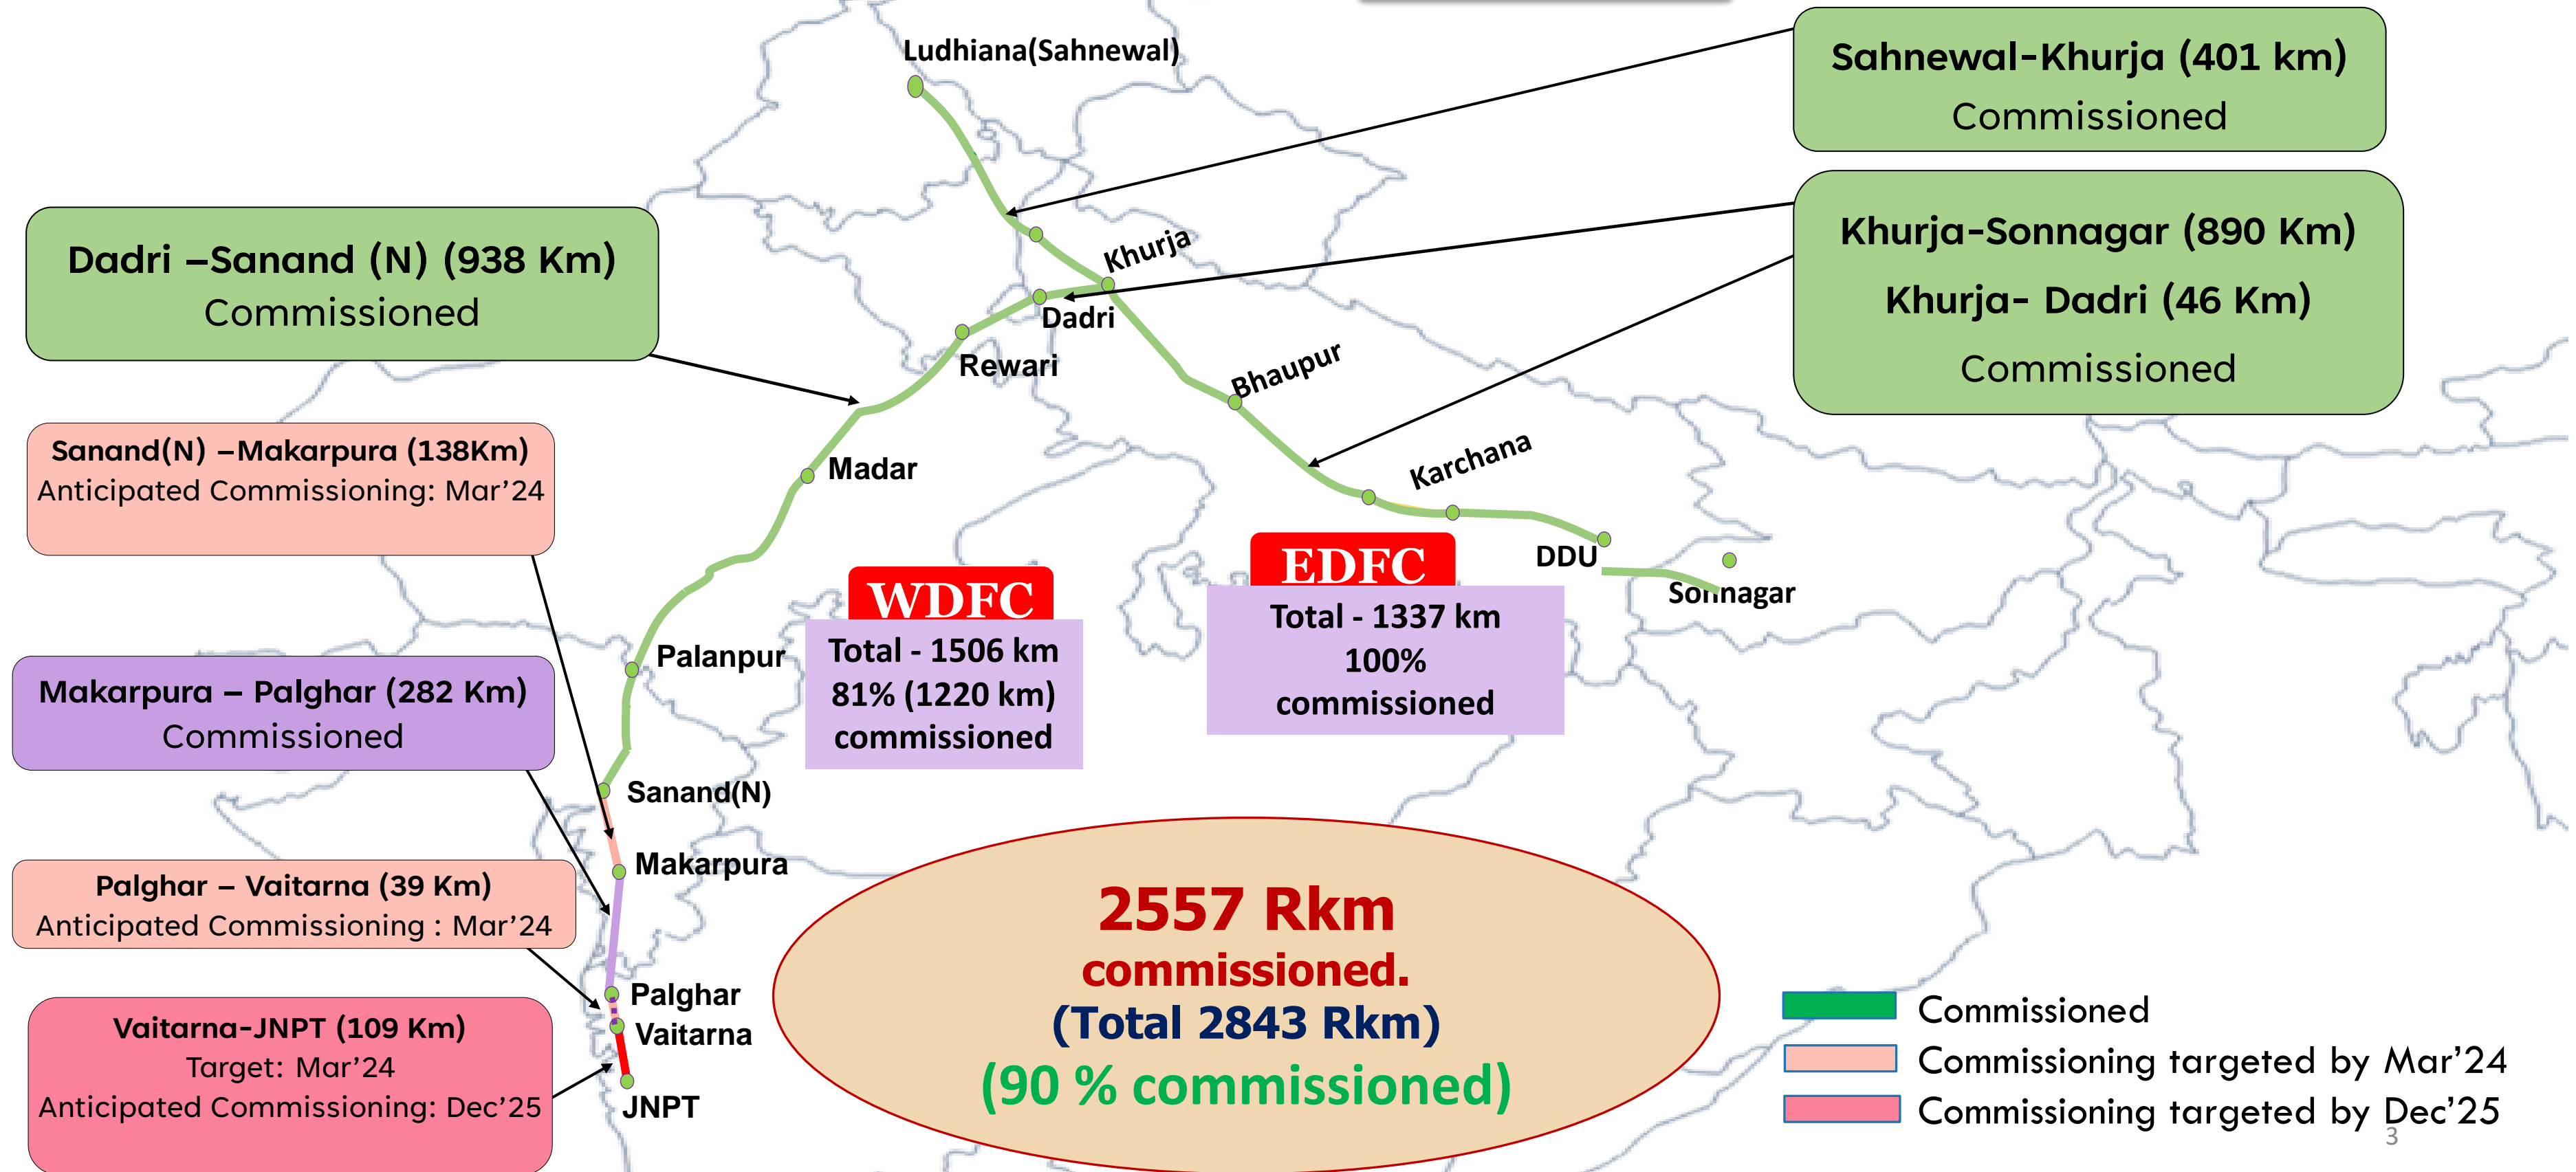 Ludhiana(Sahnewal)
Sahnewal-Khurja (401 km)
Commissioned
Khurja-Sonnagar (890 Km)
Khurja- Dadri (46 Km)
Commissioned
Dadri –Sanand (N) (938 Km)
Commissioned
Khurja
Dadri
Rewari
Bhaupur
Sanand(N) –Makarpura (138Km)
Anticipated Commissioning: Mar’24
Madar
Karchana
DDU
Sonnagar
WDFC
Total - 1506 km
81% (1220 km)
commissioned
EDFC
Total - 1337 km
100%
commissioned
Palanpur
Makarpura – Palghar (282 Km)
Commissioned
Sanand(N)
Makarpura
Palghar – Vaitarna (39 Km)
Anticipated Commissioning : Mar’24
Palghar
Vaitarna
Vaitarna-JNPT (109 Km)
Target: Mar’24
Anticipated Commissioning: Dec’25
JNPT
2557 Rkm
commissioned.
(Total 2843 Rkm)
(90 % commissioned)
Commissioned
Commissioning targeted by Mar’24
Commissioning targeted by Dec’25
3